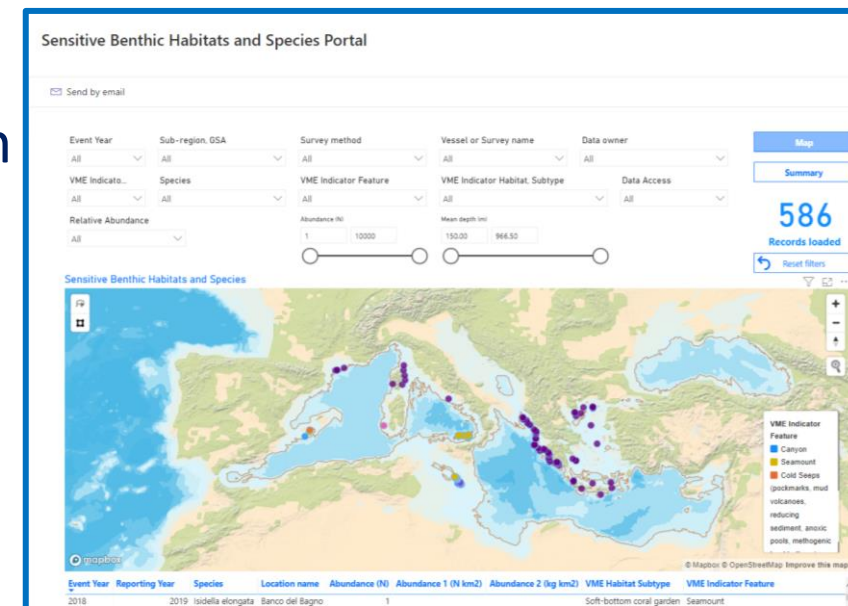 Sensitive Benthic Habitats and Species Portal
Send by email
Event Year Sub-region, GSA Survey method Vessel or Survey name Data owner
All All All All All
VME Indicato... Species VME Indicator Feature VME Indicator Habitat, Subtype Data Access
All All All All All
Relative Abundance Abundance (N) Mean depth (m)
All 1 10000 150.00 966.50
Map
Summary
586
Records loaded
Reset filters
Sensitive Benthic Habitats and Species
VME Indicator
Feature
Canyon
Seamount
Cold Seeps
(pockmarks, mud
volcanoes,
reducing
sediment, anoxic
pools, methogenic
mapbox
© Mapbox © OpenStreetMap Improve this map
Event Year Reporting Year Species Location name Abundance (N) Abundance 1 (N km2) Abundance 2 (kg km2) VME Habitat Subtype VME Indicator Feature
2018 2019 Isidella elongata Banco del Bagno 1 Soft-bottom coral garden Seamount